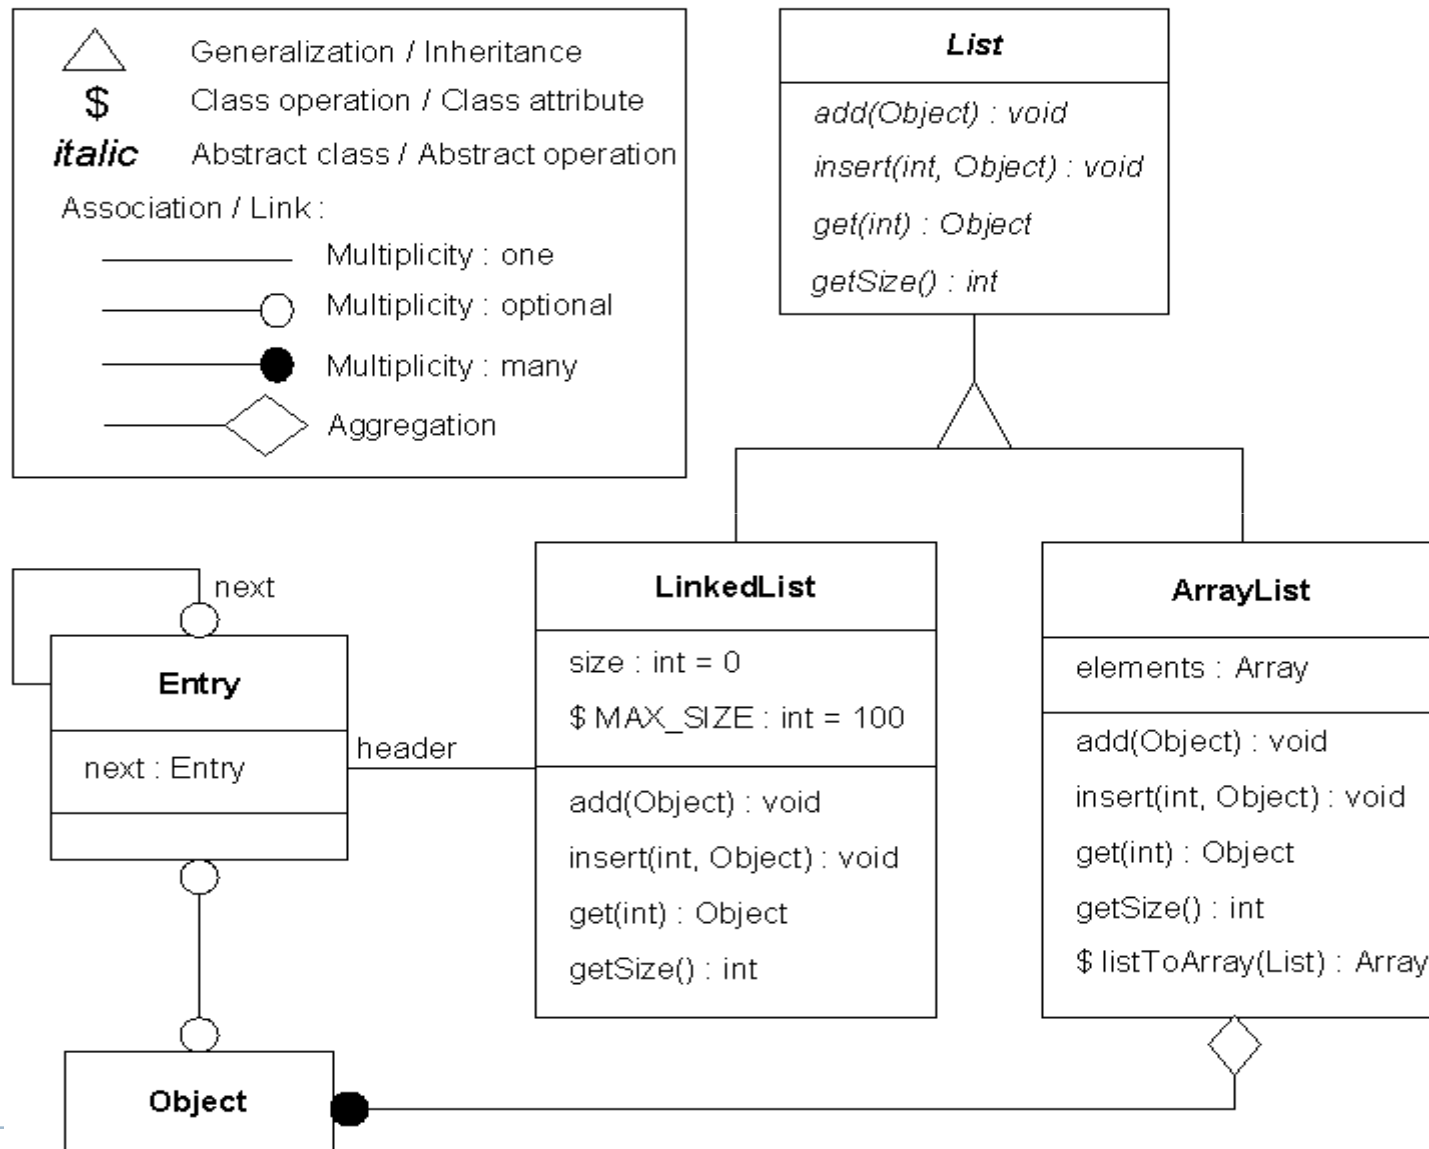 Generalization / Inheritance
$ Class operation / Class attribute
italic Abstract class / Abstract operation
Association / Link :
Multiplicity : one
Multiplicity : optional
Multiplicity : many
Aggregation
List
add(Object) : void
insert(int, Object) : void
get(int) : Object
getSize() : int
next
Entry
next : Entry
header
LinkedList
size : int = 0
$ MAX_SIZE : int = 100
add(Object) : void
insert(int, Object) : void
get(int) : Object
getSize() : int
ArrayList
elements : Array
add(Object) : void
insert(int, Object) : void
get(int) : Object
getSize() : int
$ listToArray(List) : Array
Object